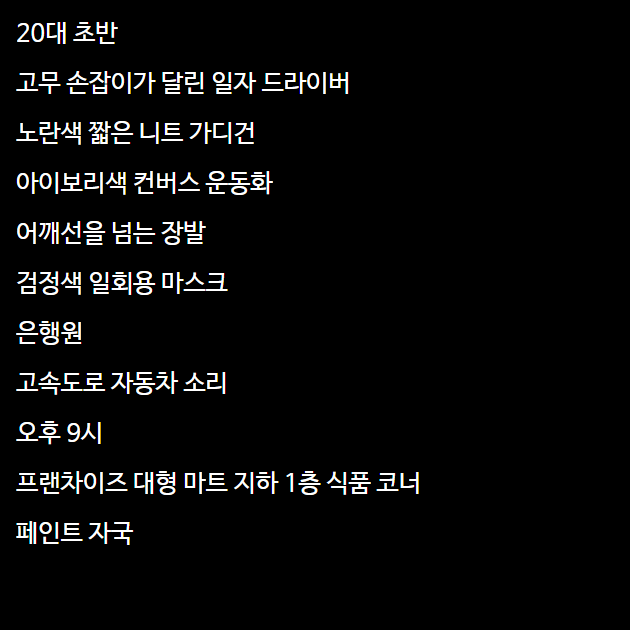 20대 초반
고무 손잡이가 달린 일자 드라이버
노란색 짧은 니트 가디건
아이보리색 컨버스 운동화
어깨선을 넘는 장발
검정색 일회용 마스크
은행원
고속도로 자동차 소리
오후 9시
프랜차이즈 대형 마트 지하 1층 식품 코너
페인트 자국